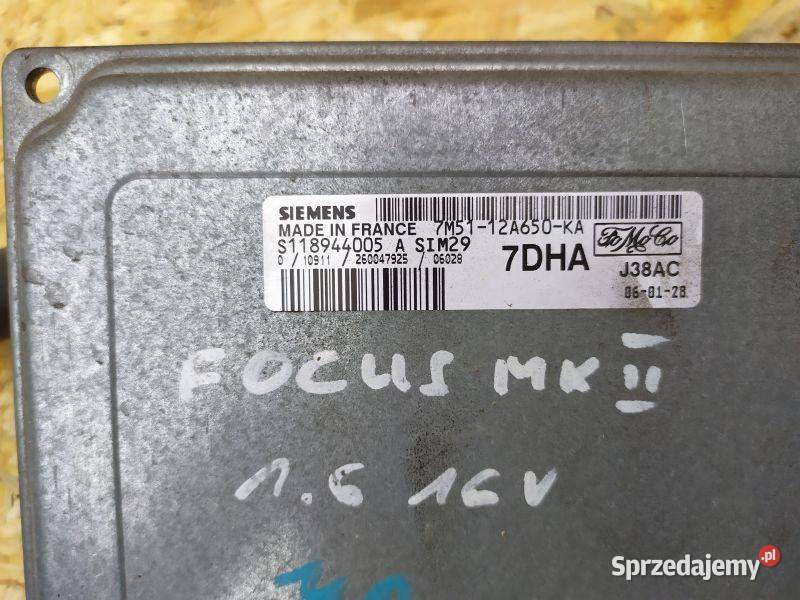 SIEMENS
MADE IN FRANCE 7M51-12A650-KA
S118944005 A SIM29
0 / 10911 / 260047925 / 06028
7DHA
FoMoCo
J38AC
06-01-28
FOCUS MK II
1.6 16V
Sprzedajemy.pl